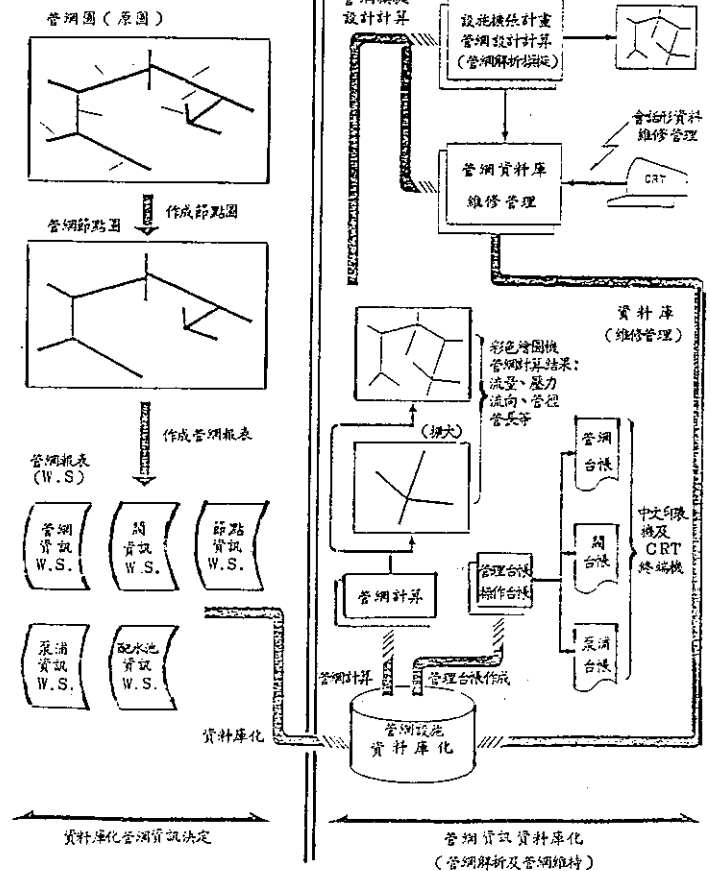 管網圖(原圖)
作成節點圖
管網節點圖
作成管網報表
管網報表
(W.S)
管網
資訊
W.S.
閥
資訊
W.S.
節點
資訊
W.S.
泵浦
資訊
W.S.
配水池
資訊
W.S.
資料庫化
資料庫化管網資訊決定
設計計算
設施擴張計畫
管網設計計算
(管網解析模擬)
會話形資料
維修管理
CRT
管網資料庫
維修管理
資料庫
(維修管理)
彩色繪圖機
管網計算結果:
流量、壓力
流向、管徑
管長等
(擴大)
管網
台帳
閥
台帳
泵浦
台帳
中文印表
機及
CRT
終端機
管網計算
管理台帳
操作台帳
管網計算
管理台帳作成
管網設施
資料庫化
管網資訊資料庫化
(管網解析及管網維持)